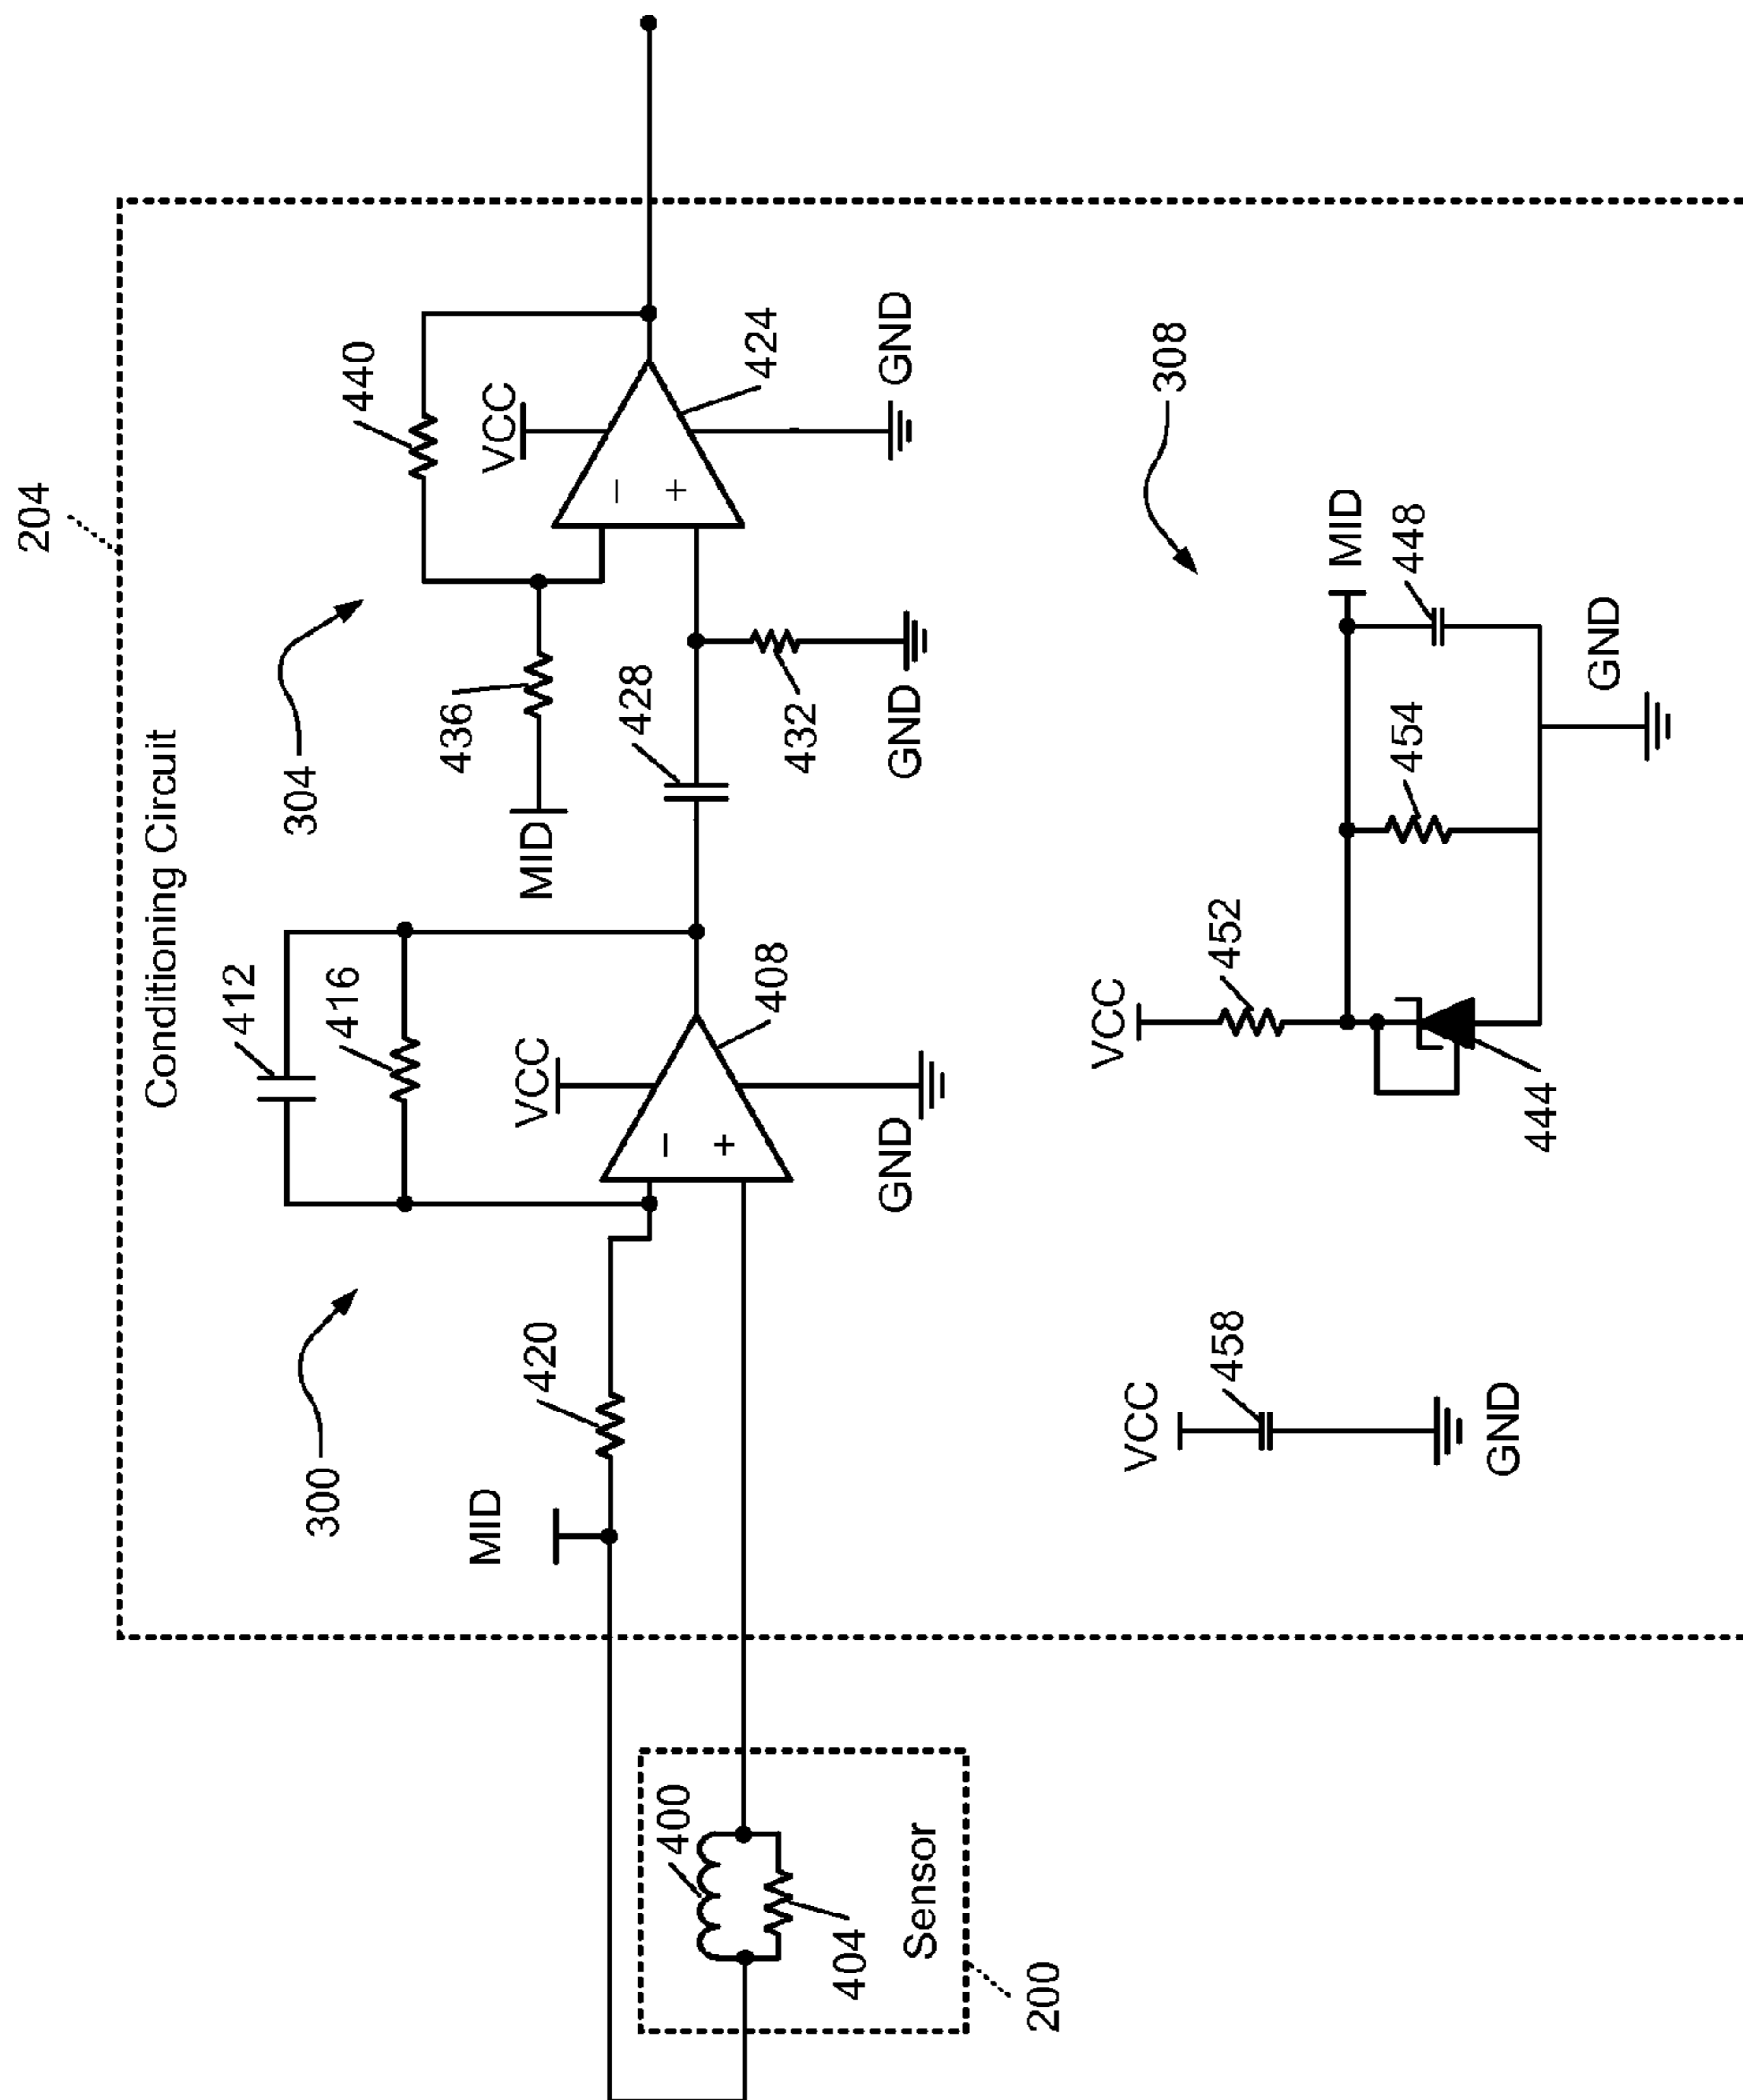 204
Conditioning Circuit
300
304
412
416
440
420
436
MID
MID
VCC
VCC
−
+
−
+
408
424
428
432
GND
GND
GND
400
404
Sensor
200
308
VCC
458
GND
VCC
452
444
454
MID
448
GND